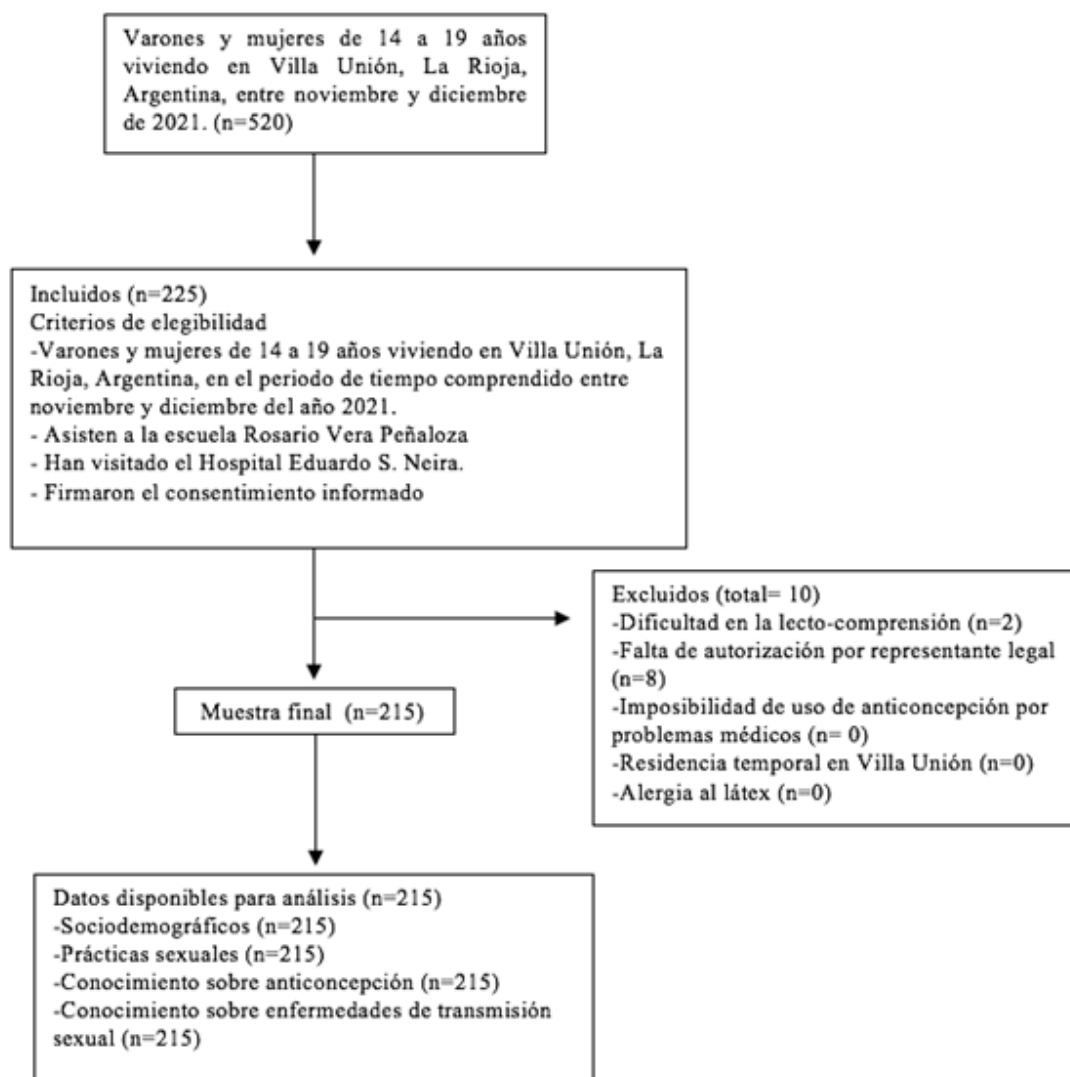 Varones y mujeres de 14 a 19 años
viviendo en Villa Unión, La Rioja,
Argentina, entre noviembre y diciembre
de 2021. (n=520)
Incluidos (n=225)
Criterios de elegibilidad
-Varones y mujeres de 14 a 19 años viviendo en Villa Unión, La
Rioja, Argentina, en el periodo de tiempo comprendido entre
noviembre y diciembre del año 2021.
- Asisten a la escuela Rosario Vera Peñaloza
- Han visitado el Hospital Eduardo S. Neira.
- Firmaron el consentimiento informado
Excluidos (total= 10)
-Dificultad en la lecto-comprensión (n=2)
-Falta de autorización por representante legal
(n=8)
-Imposibilidad de uso de anticoncepción por
problemas médicos (n= 0)
-Residencia temporal en Villa Unión (n=0)
-Alergia al látex (n=0)
Muestra final (n=215)
Datos disponibles para análisis (n=215)
-Sociodemográficos (n=215)
-Prácticas sexuales (n=215)
-Conocimiento sobre anticoncepción (n=215)
-Conocimiento sobre enfermedades de transmisión
sexual (n=215)